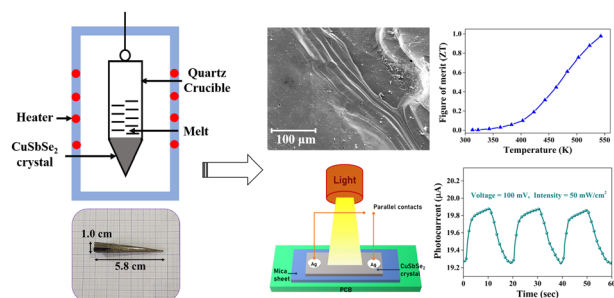 Quartz
Crucible
Heater
Melt
CuSbSe2
crystal
1.0 cm
5.8 cm
100 μm
Light
Parallel contacts
Ag
Ag
Mica
sheet
CuSbSe2
crystal
PCB
Figure of merit (ZT)
1.0
0.8
0.6
0.4
0.2
0.0
300 350 400 450 500 550
Temperature (K)
Voltage = 100 mV, Intensity = 50 mW/cm²
Photocurrent (μA)
20.0
19.8
19.6
19.4
19.2
0 10 20 30 40 50 60
Time (sec)